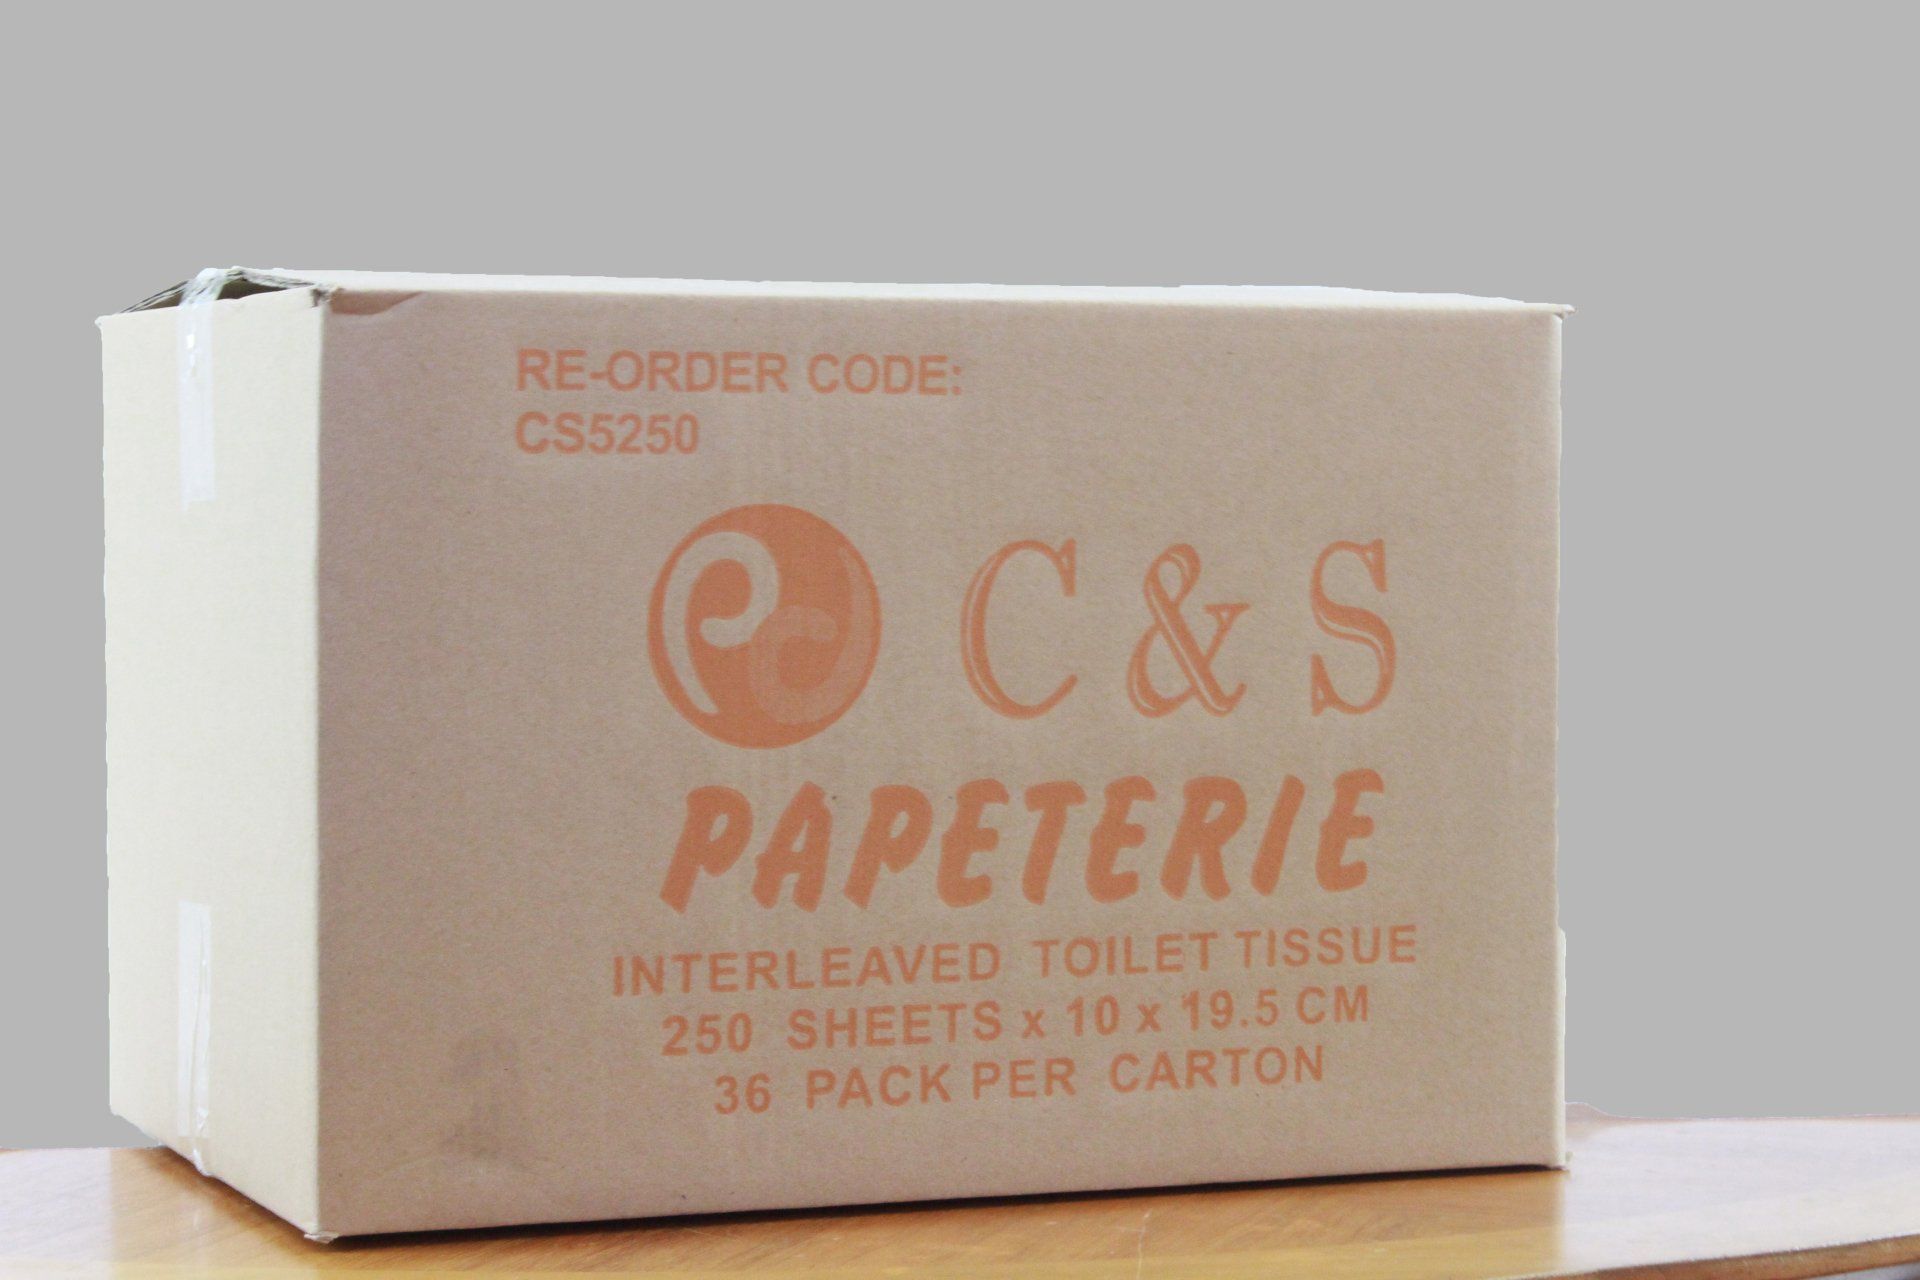 RE-ORDER CODE:
CS5250
C & S
PAPETERIE
INTERLEAVED TOILET TISSUE
250 SHEETS x 10 x 19.5 CM
36 PACK PER CARTON